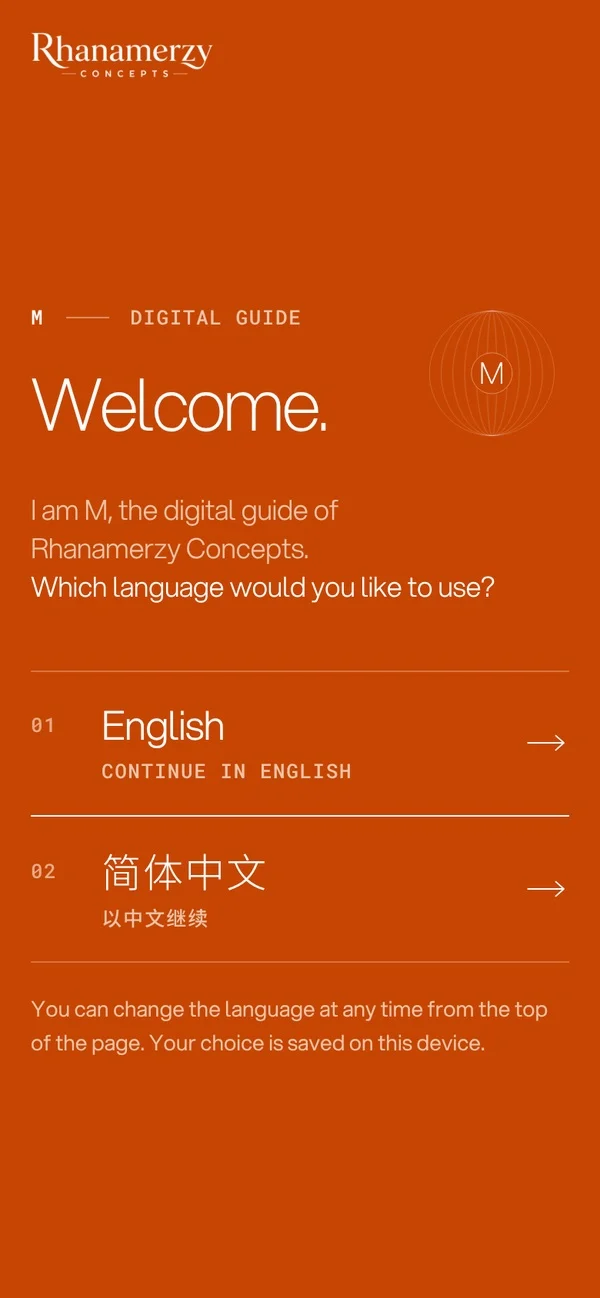 Rhanamerzy
CONCEPTS
M DIGITAL GUIDE
M
Welcome.
I am M, the digital guide of
Rhanamerzy Concepts.
Which language would you like to use?
01 English
CONTINUE IN ENGLISH
02 简体中文
以中文继续
You can change the language at any time from the top
of the page. Your choice is saved on this device.